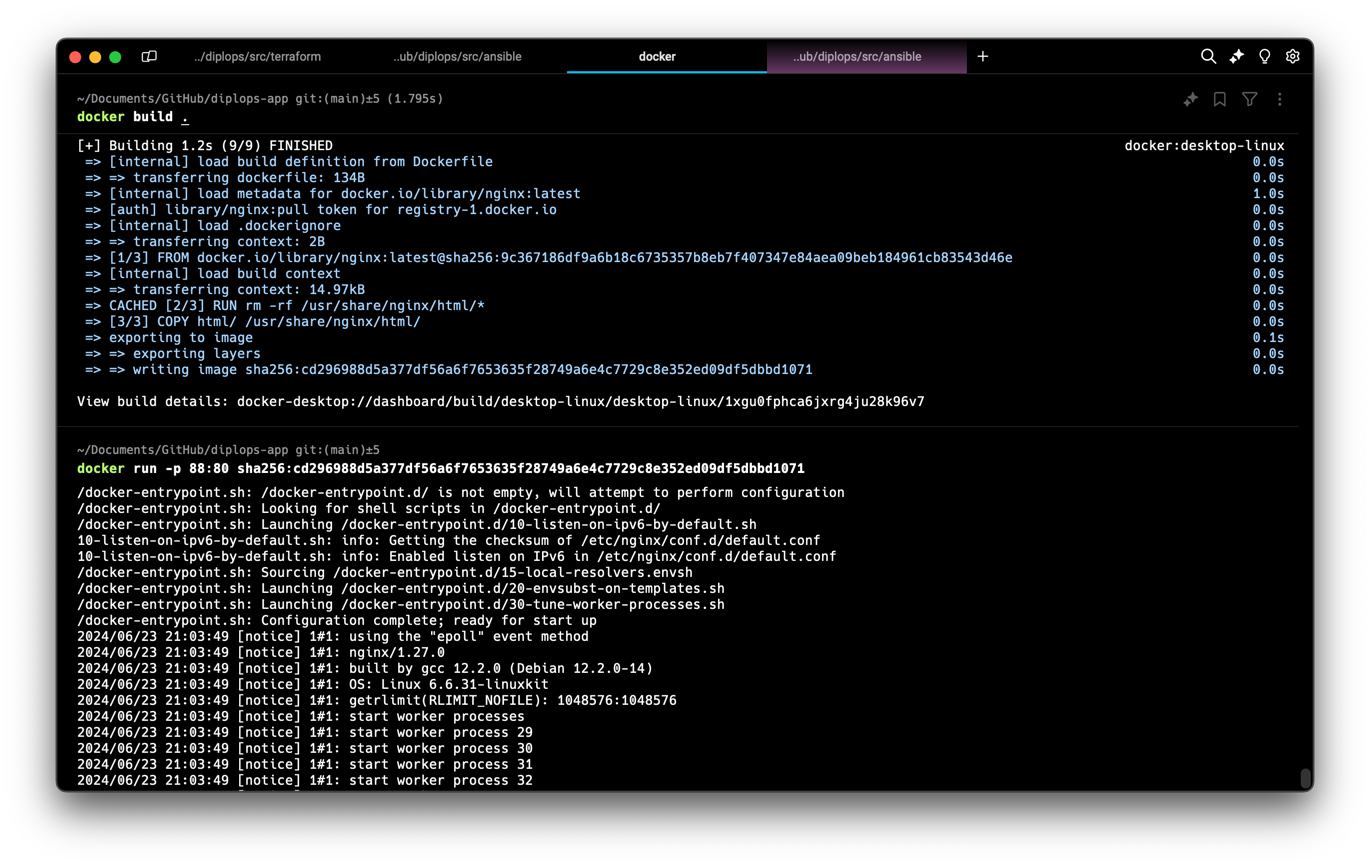 ../diplops/src/terraform
..ub/diplops/src/ansible
docker
..ub/diplops/src/ansible
~/Documents/GitHub/diplops-app git:(main)±5 (1.795s)
docker build .
[+] Building 1.2s (9/9) FINISHED docker:desktop-linux
=> [internal] load build definition from Dockerfile 0.0s
=> => transferring dockerfile: 134B 0.0s
=> [internal] load metadata for docker.io/library/nginx:latest 1.0s
=> [auth] library/nginx:pull token for registry-1.docker.io 0.0s
=> [internal] load .dockerignore 0.0s
=> => transferring context: 2B 0.0s
=> [1/3] FROM docker.io/library/nginx:latest@sha256:9c367186df9a6b18c6735357b8eb7f407347e84aea09beb184961cb83543d46e 0.0s
=> [internal] load build context 0.0s
=> => transferring context: 14.97kB 0.0s
=> CACHED [2/3] RUN rm -rf /usr/share/nginx/html/* 0.0s
=> [3/3] COPY html/ /usr/share/nginx/html/ 0.0s
=> exporting to image 0.1s
=> => exporting layers 0.0s
=> => writing image sha256:cd296988d5a377df56a6f7653635f28749a6e4c7729c8e352ed09df5dbbd1071 0.0s
View build details: docker-desktop://dashboard/build/desktop-linux/desktop-linux/1xgu0fphca6jxrg4ju28k96v7
~/Documents/GitHub/diplops-app git:(main)±5
docker run -p 88:80 sha256:cd296988d5a377df56a6f7653635f28749a6e4c7729c8e352ed09df5dbbd1071
/docker-entrypoint.sh: /docker-entrypoint.d/ is not empty, will attempt to perform configuration
/docker-entrypoint.sh: Looking for shell scripts in /docker-entrypoint.d/
/docker-entrypoint.sh: Launching /docker-entrypoint.d/10-listen-on-ipv6-by-default.sh
10-listen-on-ipv6-by-default.sh: info: Getting the checksum of /etc/nginx/conf.d/default.conf
10-listen-on-ipv6-by-default.sh: info: Enabled listen on IPv6 in /etc/nginx/conf.d/default.conf
/docker-entrypoint.sh: Sourcing /docker-entrypoint.d/15-local-resolvers.envsh
/docker-entrypoint.sh: Launching /docker-entrypoint.d/20-envsubst-on-templates.sh
/docker-entrypoint.sh: Launching /docker-entrypoint.d/30-tune-worker-processes.sh
/docker-entrypoint.sh: Configuration complete; ready for start up
2024/06/23 21:03:49 [notice] 1#1: using the "epoll" event method
2024/06/23 21:03:49 [notice] 1#1: nginx/1.27.0
2024/06/23 21:03:49 [notice] 1#1: built by gcc 12.2.0 (Debian 12.2.0-14)
2024/06/23 21:03:49 [notice] 1#1: OS: Linux 6.6.31-linuxkit
2024/06/23 21:03:49 [notice] 1#1: getrlimit(RLIMIT_NOFILE): 1048576:1048576
2024/06/23 21:03:49 [notice] 1#1: start worker processes
2024/06/23 21:03:49 [notice] 1#1: start worker process 29
2024/06/23 21:03:49 [notice] 1#1: start worker process 30
2024/06/23 21:03:49 [notice] 1#1: start worker process 31
2024/06/23 21:03:49 [notice] 1#1: start worker process 32